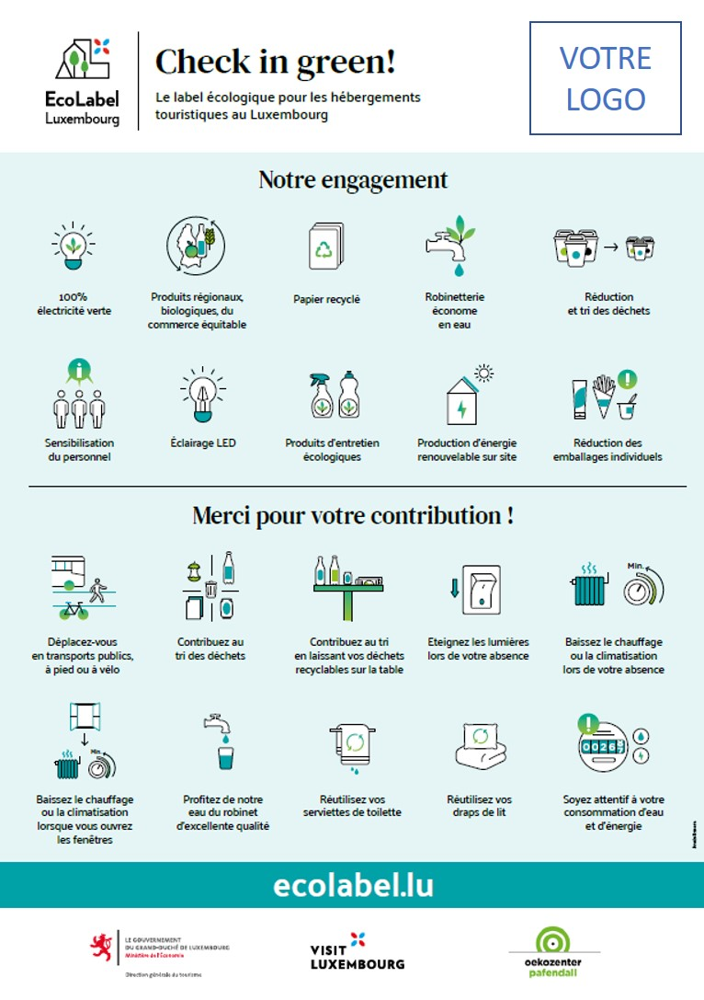 EcoLabel
Luxembourg
Check in green!
Le label écologique pour les hébergements
touristiques au Luxembourg
VOTRE
LOGO
Notre engagement
100%
électricité verte
Produits régionaux,
biologiques, du
commerce équitable
Papier recyclé
Robinetterie
économe
en eau
Réduction
et tri des déchets
Sensibilisation
du personnel
Éclairage LED
Produits d'entretien
écologiques
Production d'énergie
renouvelable sur site
Réduction des
emballages individuels
Merci pour votre contribution !
Min.
Déplacez-vous
en transports publics,
à pied ou à vélo
Contribuez au
tri des déchets
Contribuez au tri
en laissant vos déchets
recyclables sur la table
Eteignez les lumières
lors de votre absence
Baissez le chauffage
ou la climatisation
lors de votre absence
Min.
Baissez le chauffage
ou la climatisation
lorsque vous ouvrez
les fenêtres
Profitez de notre
eau du robinet
d'excellente qualité
Réutilisez vos
serviettes de toilette
Réutilisez vos
draps de lit
Soyez attentif à votre
consommation d'eau
et d'énergie
ecolabel.lu
LE GOUVERNEMENT
DU GRAND-DUCHÉ DE LUXEMBOURG
Ministère de l'Économie
Direction générale du tourisme
VISIT
LUXEMBOURG
oekozenter
pafendall